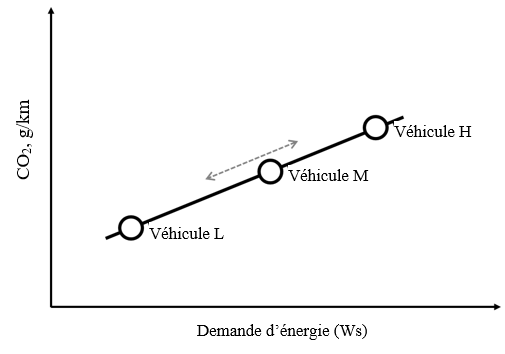 CO₂, g/km
Véhicule H
Véhicule M
Véhicule L
Demande d’énergie (Ws)